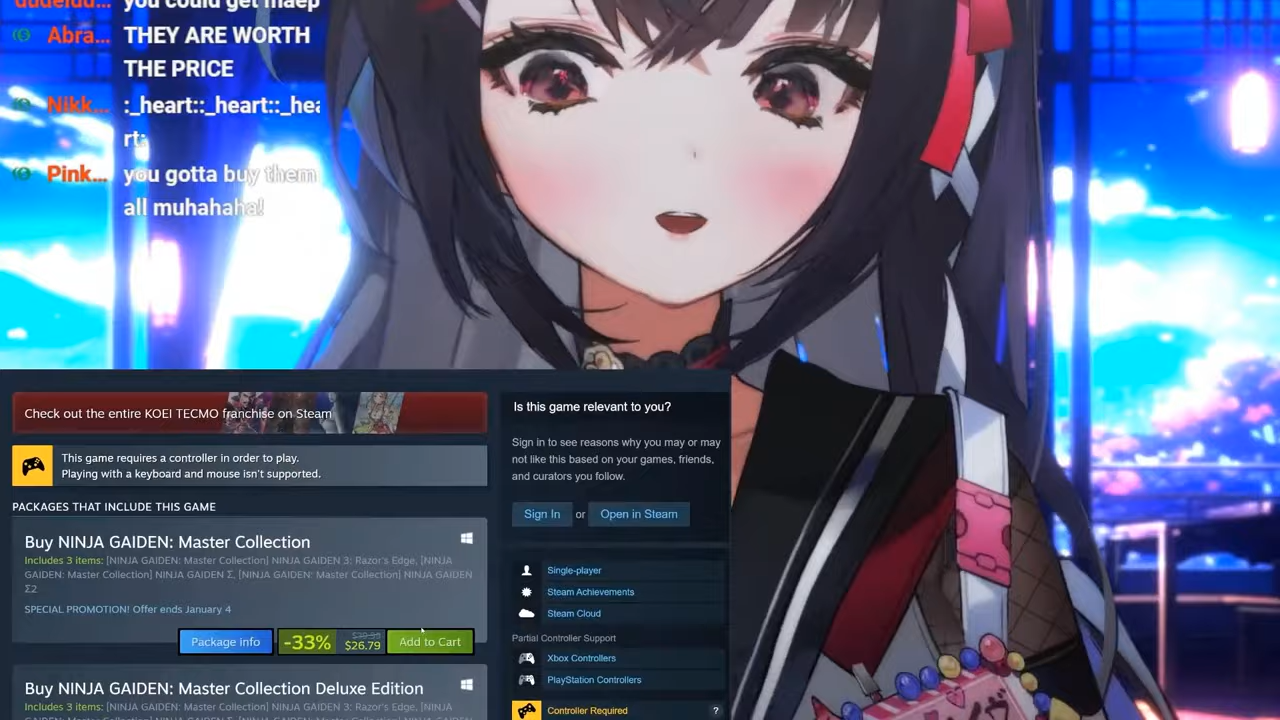 you could get maep
Abra... THEY ARE WORTH
THE PRICE
Nikk... :_heart::_heart::_hea
rt:
Pink... you gotta buy them
all muhahaha!
Check out the entire KOEI TECMO franchise on Steam
This game requires a controller in order to play.
Playing with a keyboard and mouse isn't supported.
PACKAGES THAT INCLUDE THIS GAME
Buy NINJA GAIDEN: Master Collection
Includes 3 items: [NINJA GAIDEN: Master Collection] NINJA GAIDEN 3: Razor's Edge, [NINJA
GAIDEN: Master Collection] NINJA GAIDEN Σ, [NINJA GAIDEN: Master Collection] NINJA GAIDEN
Σ2
SPECIAL PROMOTION! Offer ends January 4
Package info -33% $39.99 $26.79 Add to Cart
Buy NINJA GAIDEN: Master Collection Deluxe Edition
Includes 3 items: [NINJA GAIDEN: Master Collection] NINJA GAIDEN 3: Razor's Edge, [NINJA
Is this game relevant to you?
Sign in to see reasons why you may or may
not like this based on your games, friends,
and curators you follow.
Sign In or Open in Steam
Single-player
Steam Achievements
Steam Cloud
Partial Controller Support
Xbox Controllers
PlayStation Controllers
Controller Required ?